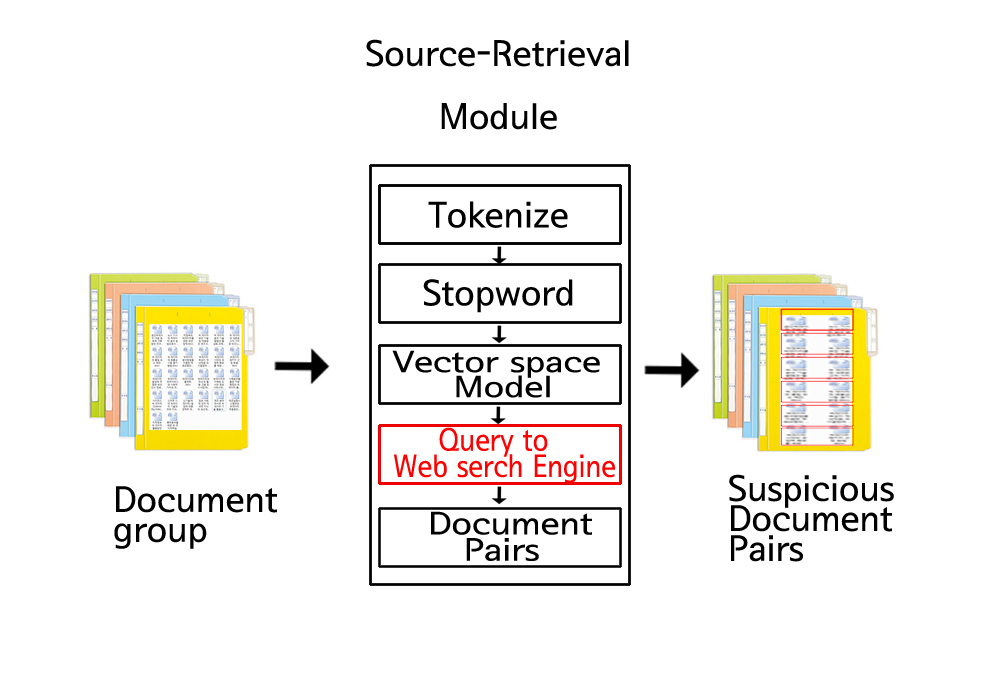 Source-Retrieval
Module
Tokenize
Stopword
Vector space
Model
Query to
Web serch Engine
Document
Pairs
Document
group
Suspicious
Document
Pairs